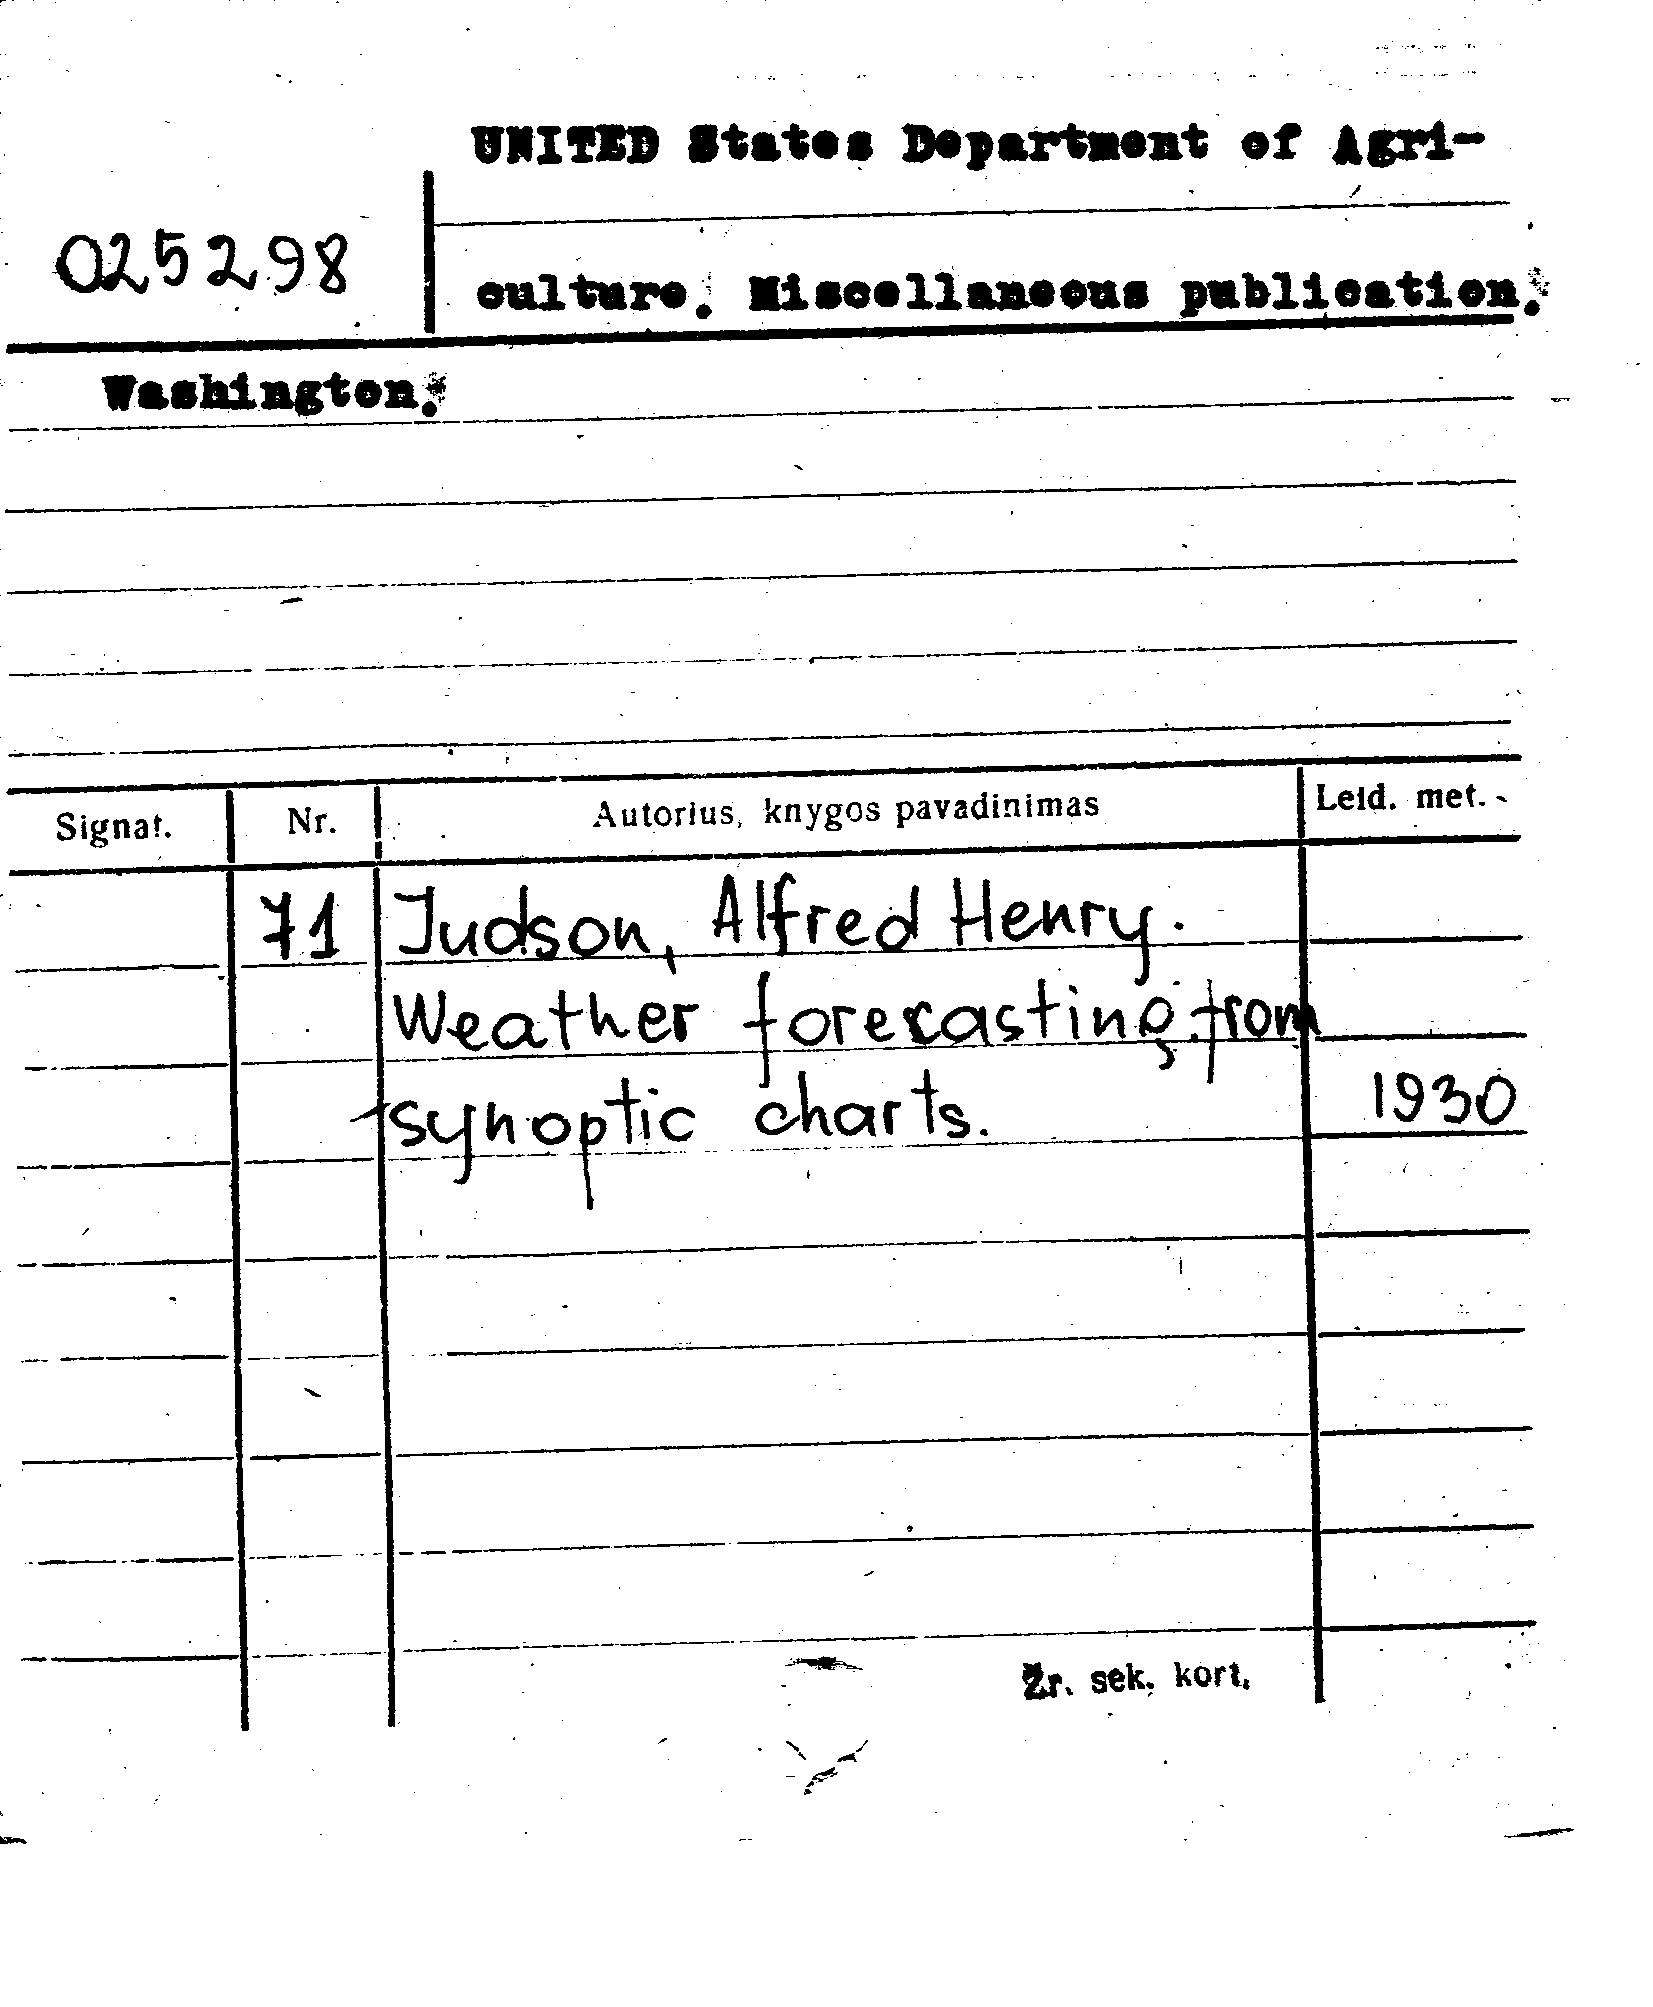 UNITED States Department of Agri-
025298
culture. Miscellaneous publication.
Washington.
Signat. Nr. Autorius, knygos pavadinimas Leid. met.
71 Judson, Alfred Henry.
Weather forecasting from
synoptic charts. 1930
Žr. sek. kort.